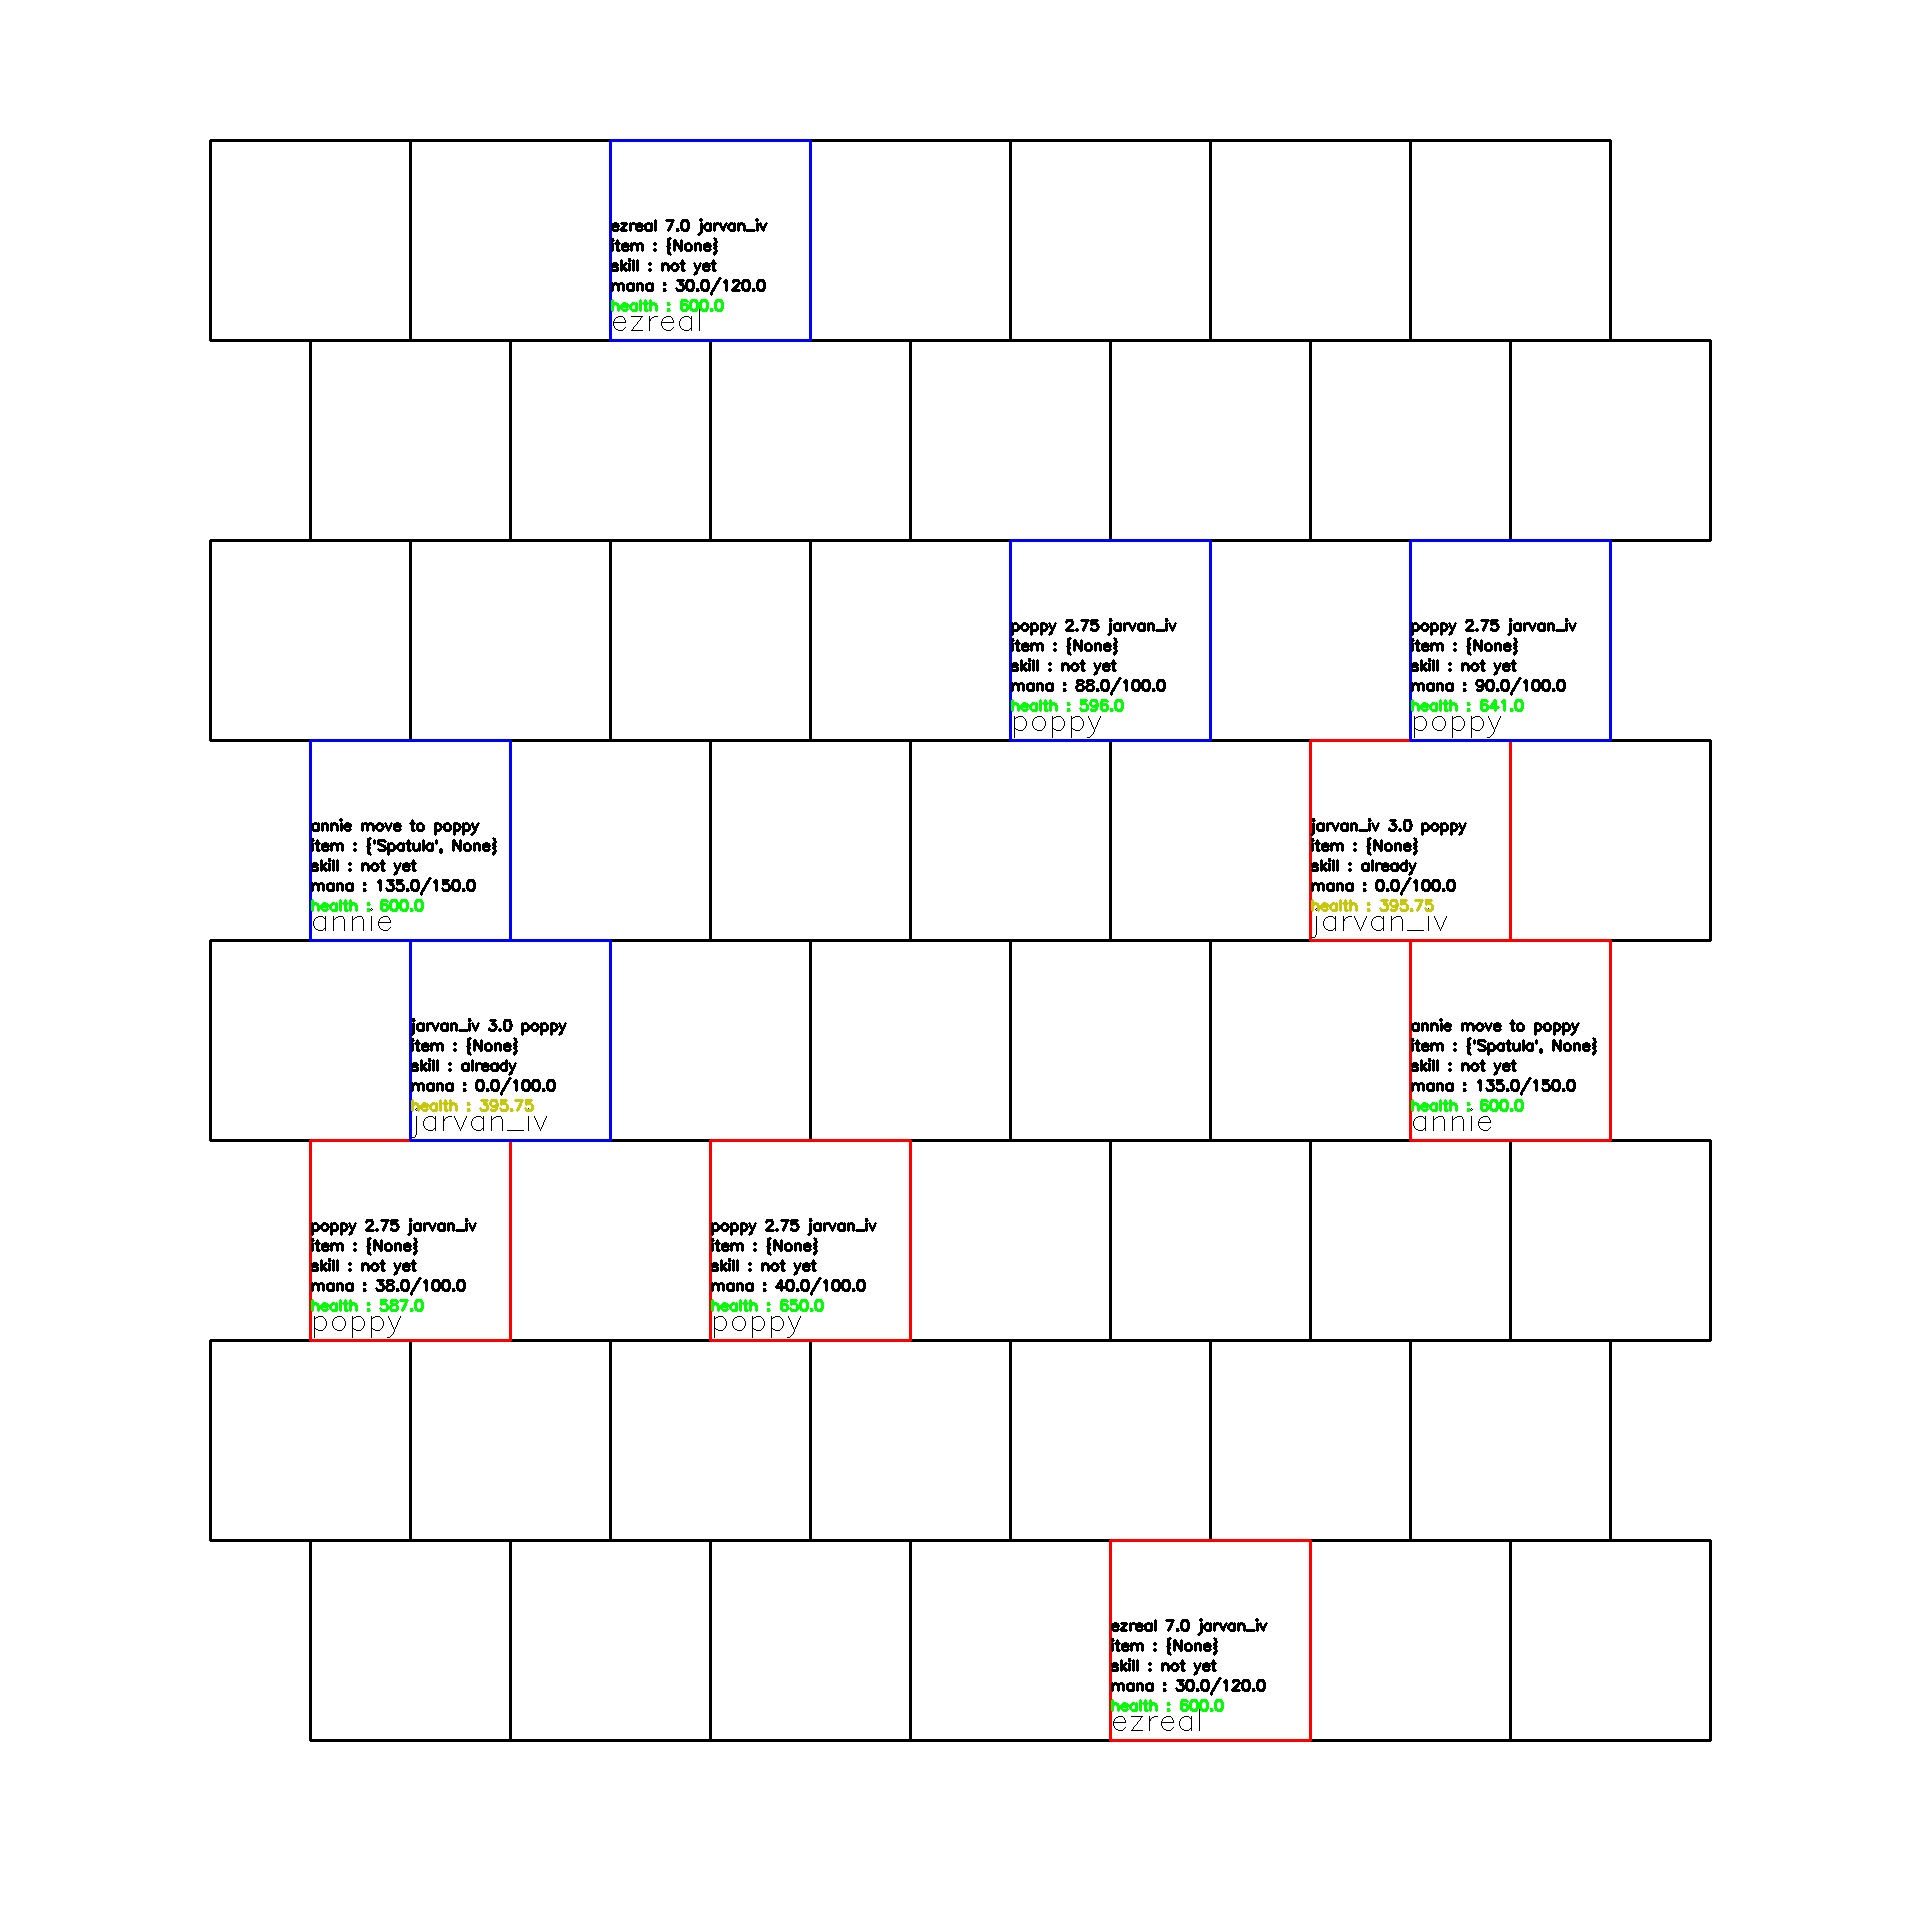 ezreal 7.0 jarvan_iv
item : {None}
skill : not yet
mana : 30.0/120.0
health : 600.0
ezreal
poppy 2.75 jarvan_iv
item : {None}
skill : not yet
mana : 88.0/100.0
health : 596.0
poppy
poppy 2.75 jarvan_iv
item : {None}
skill : not yet
mana : 90.0/100.0
health : 641.0
poppy
annie move to poppy
item : {'Spatula', None}
skill : not yet
mana : 135.0/150.0
health : 600.0
annie
jarvan_iv 3.0 poppy
item : {None}
skill : already
mana : 0.0/100.0
health : 395.75
jarvan_iv
jarvan_iv 3.0 poppy
item : {None}
skill : already
mana : 0.0/100.0
health : 395.75
jarvan_iv
annie move to poppy
item : {'Spatula', None}
skill : not yet
mana : 135.0/150.0
health : 600.0
annie
poppy 2.75 jarvan_iv
item : {None}
skill : not yet
mana : 38.0/100.0
health : 587.0
poppy
poppy 2.75 jarvan_iv
item : {None}
skill : not yet
mana : 40.0/100.0
health : 650.0
poppy
ezreal 7.0 jarvan_iv
item : {None}
skill : not yet
mana : 30.0/120.0
health : 600.0
ezreal